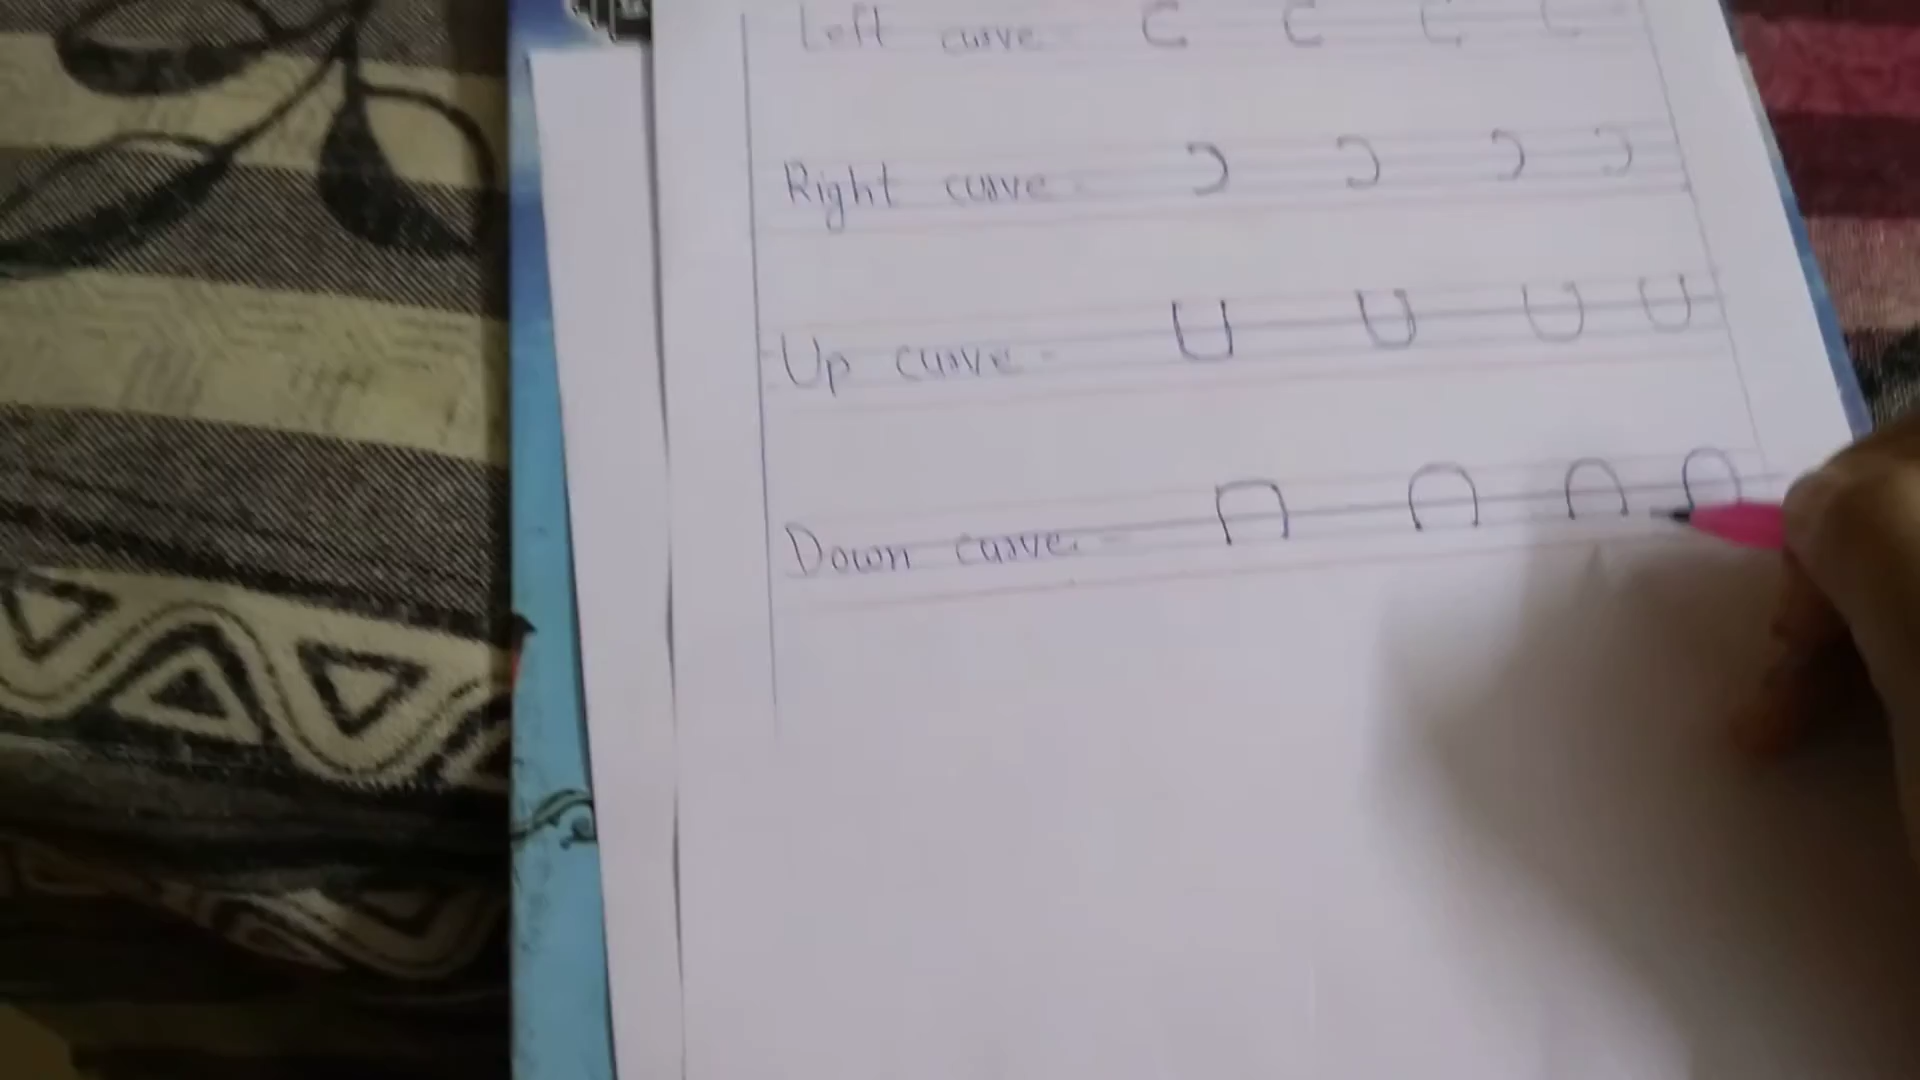 Left curve - C C C C
Right curve - Ɔ Ɔ Ɔ Ɔ
Up curve - U U U U
Down curve. - ∩ ∩ ∩ ∩